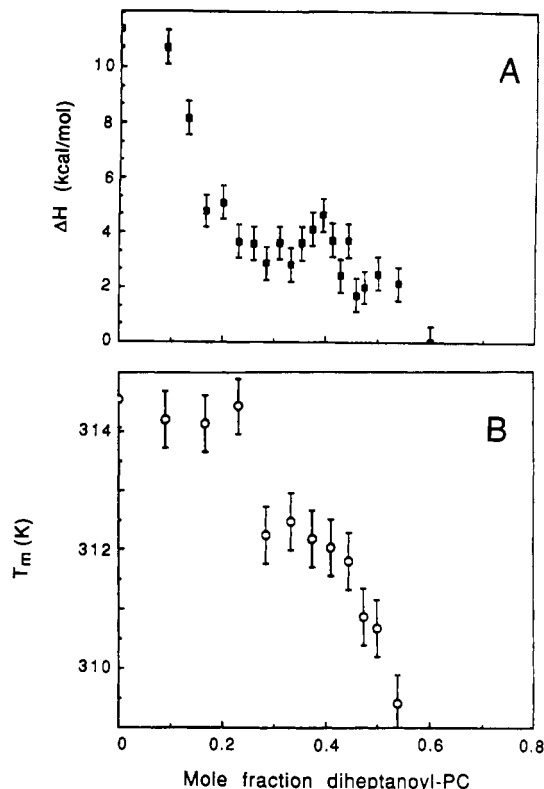 A
ΔH (kcal/mol)
10
8
6
4
2
0
B
Tm (K)
314
312
310
0 0.2 0.4 0.6 0.8
Mole fraction diheptanoyl-PC